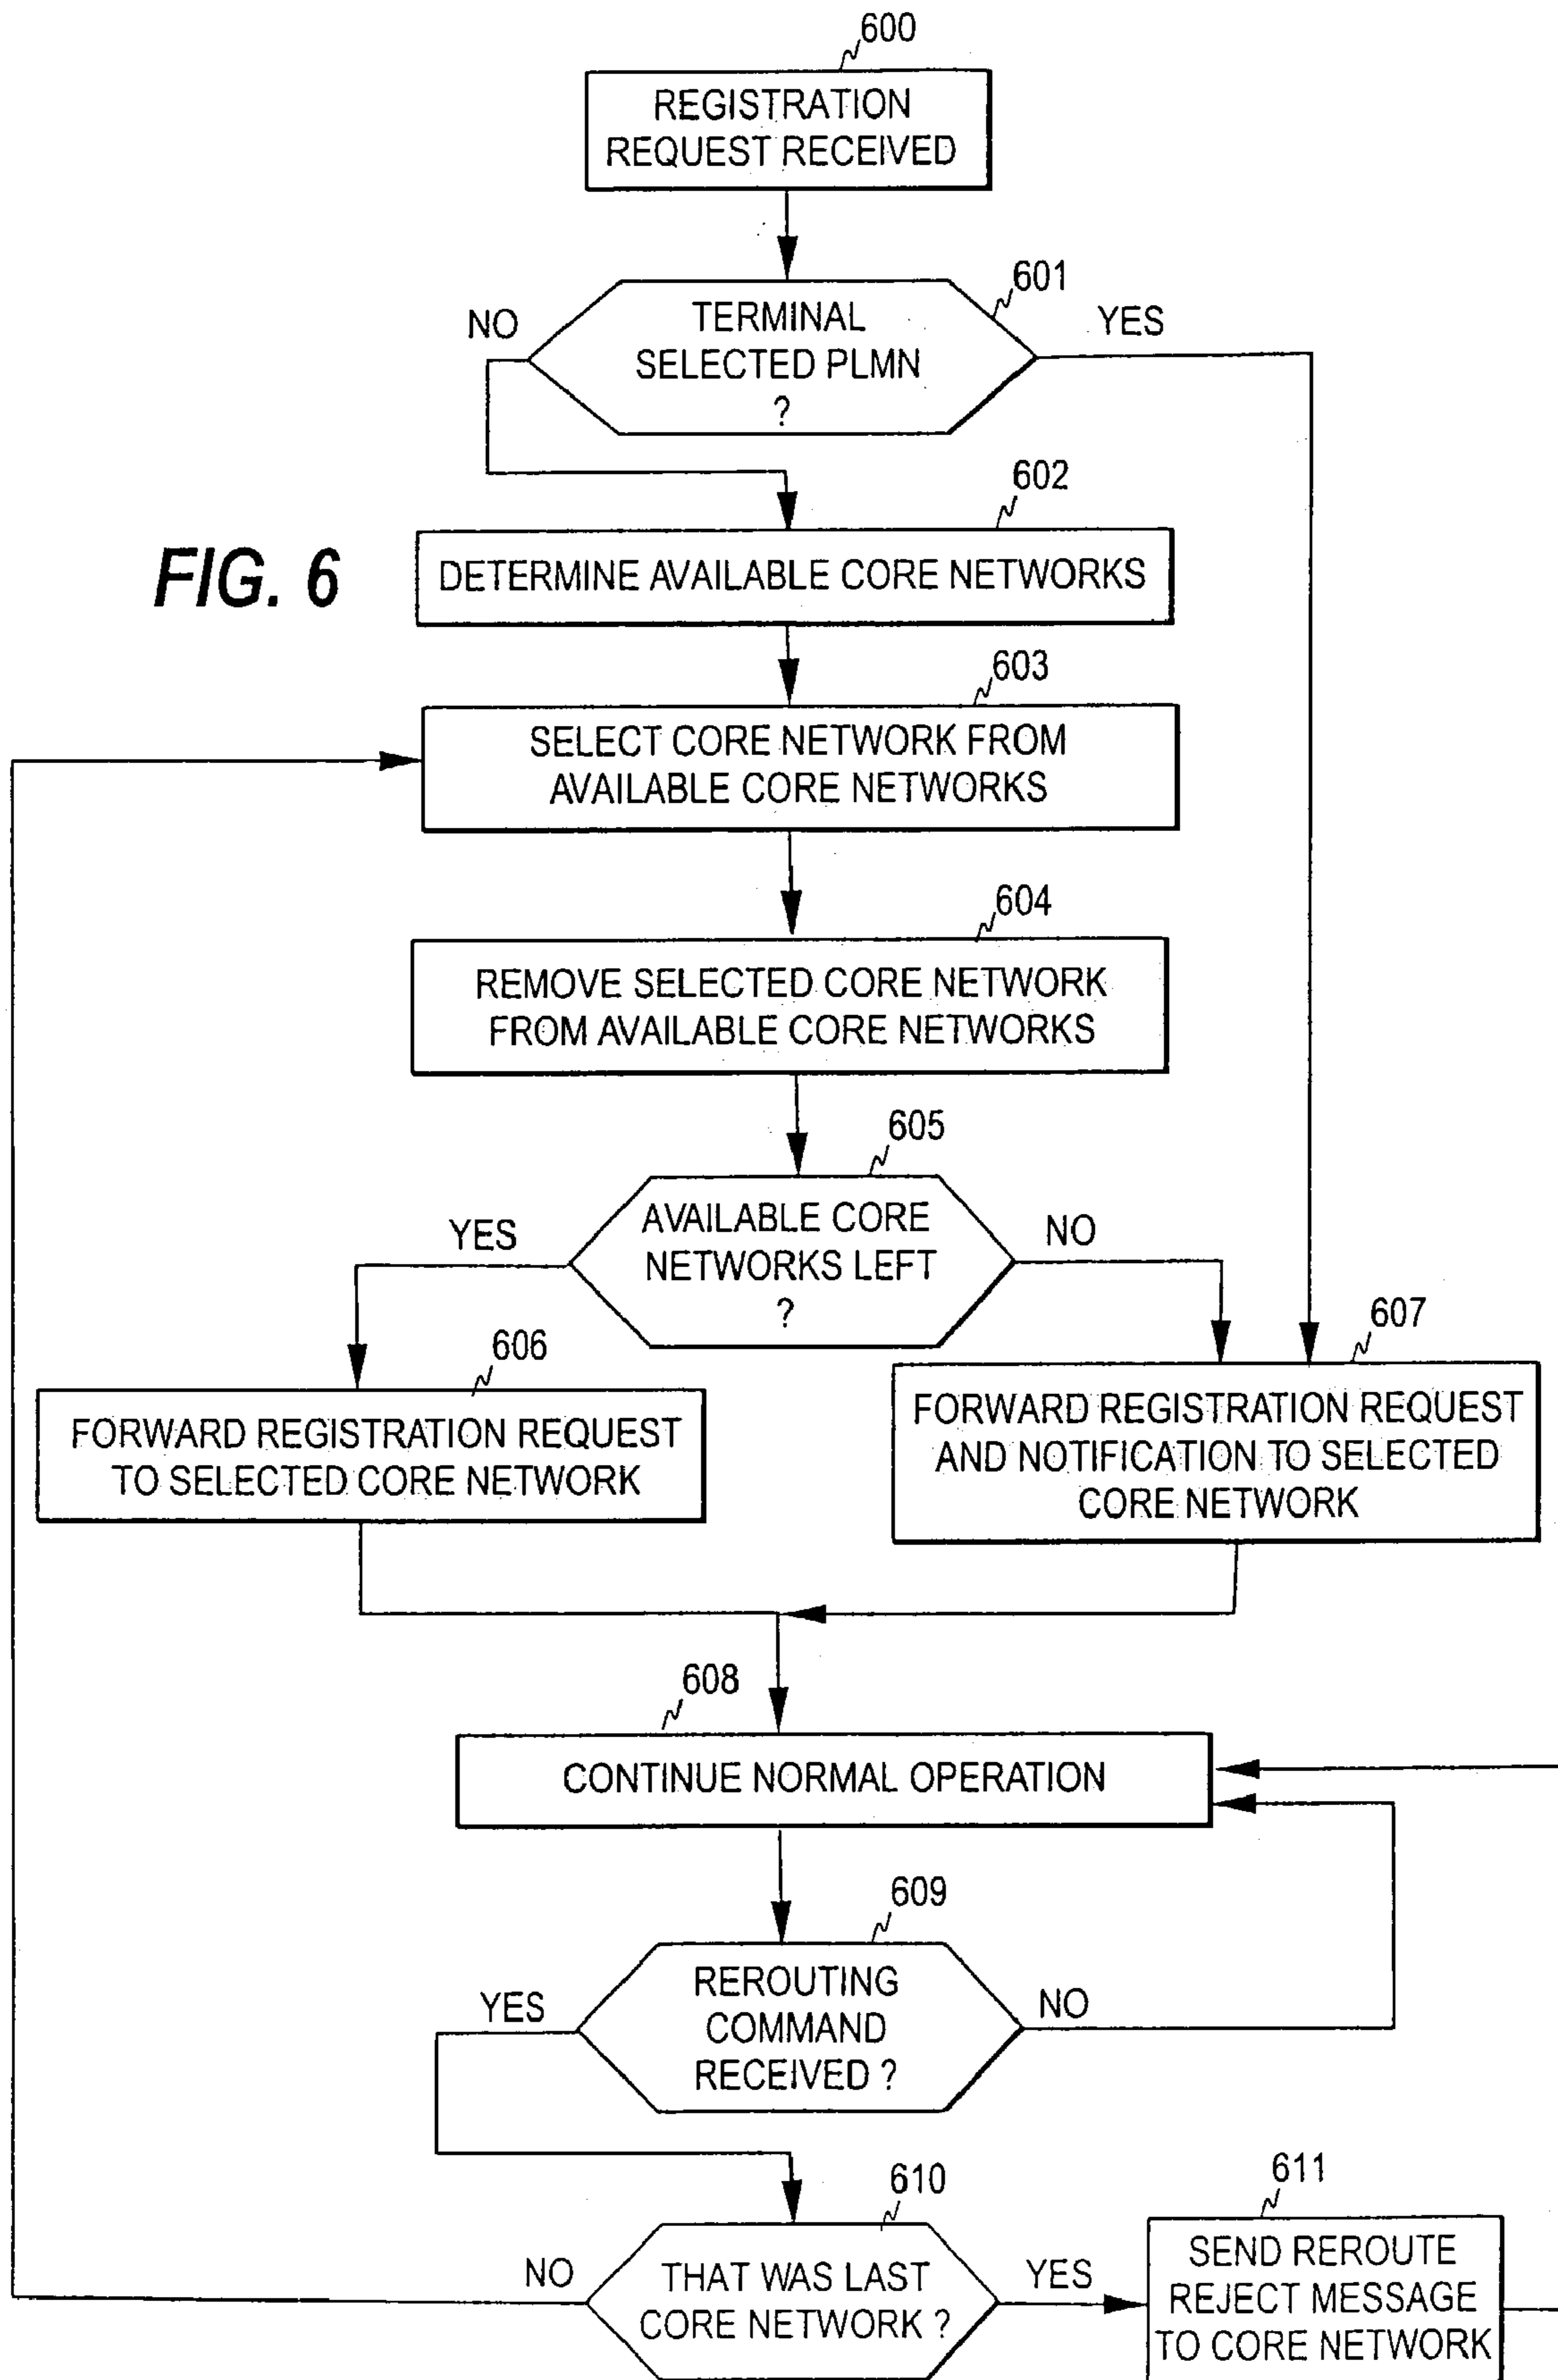 600
REGISTRATION
REQUEST RECEIVED
601
NO
TERMINAL
SELECTED PLMN
?
YES
602
FIG. 6
DETERMINE AVAILABLE CORE NETWORKS
603
SELECT CORE NETWORK FROM
AVAILABLE CORE NETWORKS
604
REMOVE SELECTED CORE NETWORK
FROM AVAILABLE CORE NETWORKS
605
YES
AVAILABLE CORE
NETWORKS LEFT
?
NO
606
FORWARD REGISTRATION REQUEST
TO SELECTED CORE NETWORK
607
FORWARD REGISTRATION REQUEST
AND NOTIFICATION TO SELECTED
CORE NETWORK
608
CONTINUE NORMAL OPERATION
609
YES
REROUTING
COMMAND
RECEIVED ?
NO
610
NO
THAT WAS LAST
CORE NETWORK ?
YES
611
SEND REROUTE
REJECT MESSAGE
TO CORE NETWORK